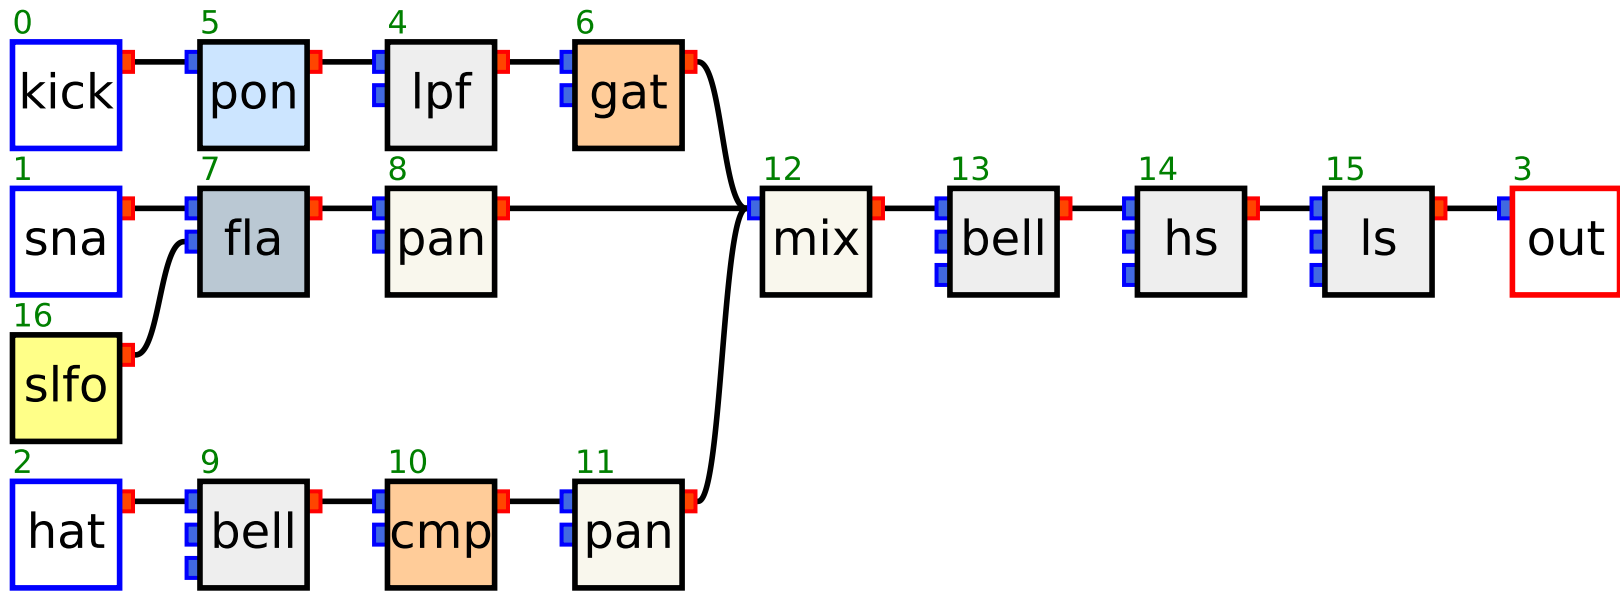 0 5 4 6
kick pon lpf gat
1 7 8 12 13 14 15 3
sna fla pan mix bell hs ls out
16
slfo
2 9 10 11
hat bell cmp pan